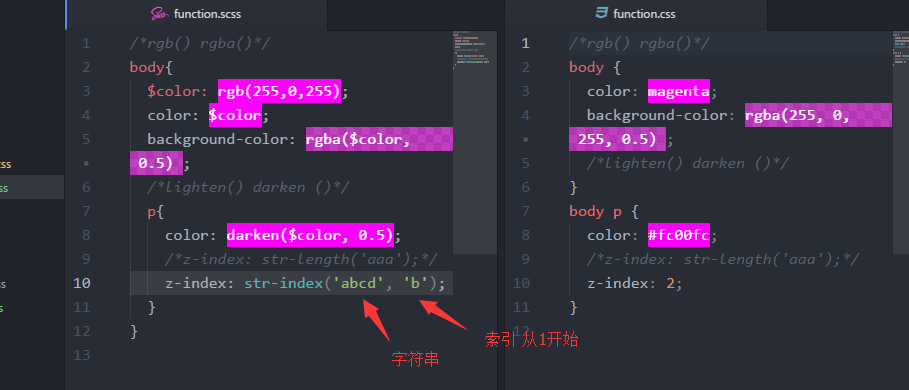 function.scss
1 /*rgb() rgba()*/
2 body{
3 $color: rgb(255,0,255);
4 color: $color;
5 background-color: rgba($color,
• 0.5) ;
6 /*lighten() darken ()*/
7 p{
8 color: darken($color, 0.5);
9 /*z-index: str-length('aaa');*/
10 z-index: str-index('abcd', 'b');
11 }
12 }
13
字符串
索引 从1开始
function.css
1 /*rgb() rgba()*/
2 body {
3 color: magenta;
4 background-color: rgba(255, 0,
• 255, 0.5) ;
5 /*lighten() darken ()*/
6 }
7 body p {
8 color: #fc00fc;
9 /*z-index: str-length('aaa');*/
10 z-index: 2;
11 }
12
ss
ss
s
s